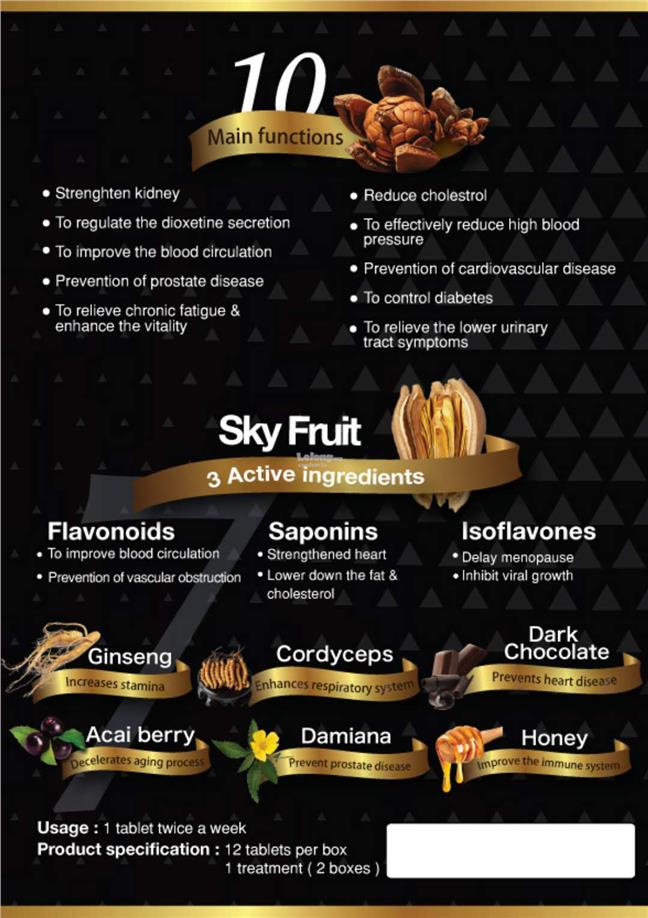 10
Main functions
• Strenghten kidney
• To regulate the dioxetine secretion
• To improve the blood circulation
• Prevention of prostate disease
• To relieve chronic fatigue &
enhance the vitality
• Reduce cholestrol
• To effectively reduce high blood
pressure
• Prevention of cardiovascular disease
• To control diabetes
• To relieve the lower urinary
tract symptoms
Sky Fruit
3 Active ingredients
7
Flavonoids
• To improve blood circulation
• Prevention of vascular obstruction
Saponins
• Strengthened heart
• Lower down the fat &
cholesterol
Isoflavones
• Delay menopause
• Inhibit viral growth
Ginseng
Increases stamina
Cordyceps
Enhances respiratory system
Dark
Chocolate
Prevents heart disease
Acai berry
Decelerates aging process
Damiana
Prevent prostate disease
Honey
Improve the immune system
Usage : 1 tablet twice a week
Product specification : 12 tablets per box
1 treatment ( 2 boxes )